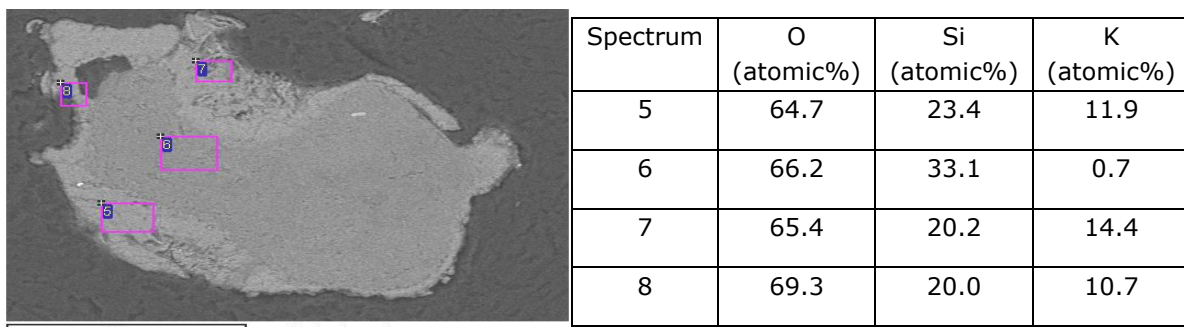 7
8
6
5
Spectrum O Si K
(atomic%) (atomic%) (atomic%)
5 64.7 23.4 11.9
6 66.2 33.1 0.7
7 65.4 20.2 14.4
8 69.3 20.0 10.7